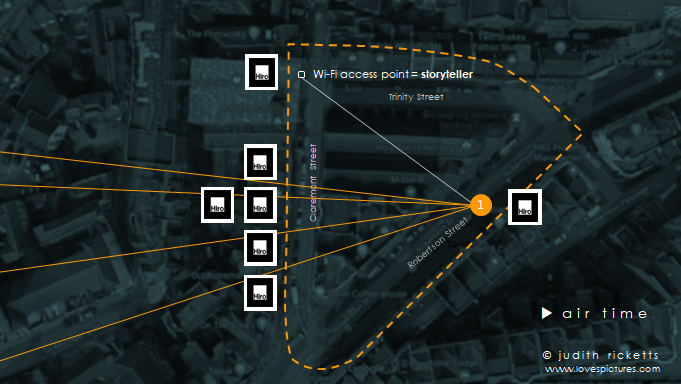 Hiro
Wi-Fi access point = storyteller
Trinity Street
Claremont Street
Hiro
Hiro
Hiro
1
Hiro
Robertson Street
Hiro
Hiro
air time
© judith ricketts
www.lovespictures.com